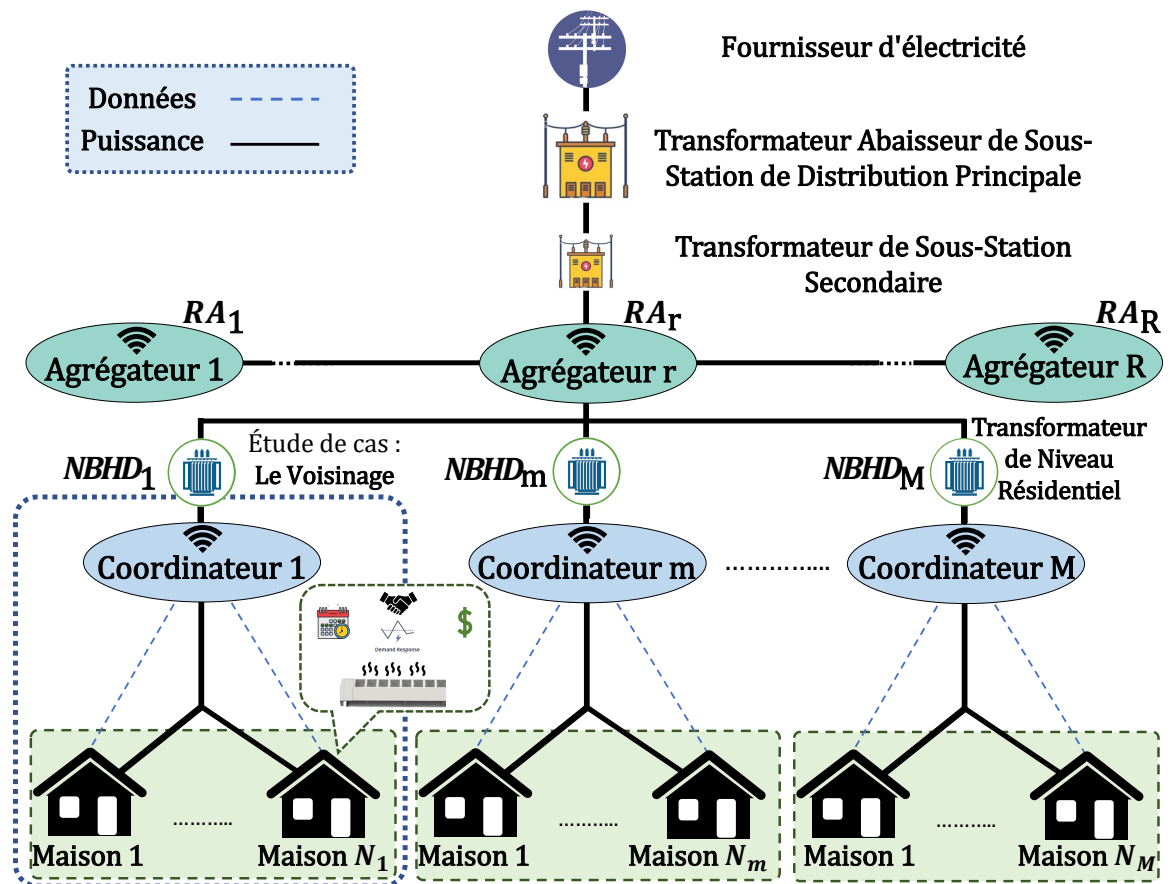 Fournisseur d'électricité
Données
Puissance
Transformateur Abaisseur de Sous-
Station de Distribution Principale
Transformateur de Sous-Station
Secondaire
RA1
RAr
RAR
Agrégateur 1
Agrégateur r
Agrégateur R
NBHD1
Étude de cas :
Le Voisinage
NBHDm
NBHDM
Transformateur
de Niveau
Résidentiel
Coordinateur 1
Coordinateur m
Coordinateur M
$
Demand Response
Maison 1
Maison N1
Maison 1
Maison Nm
Maison 1
Maison NM